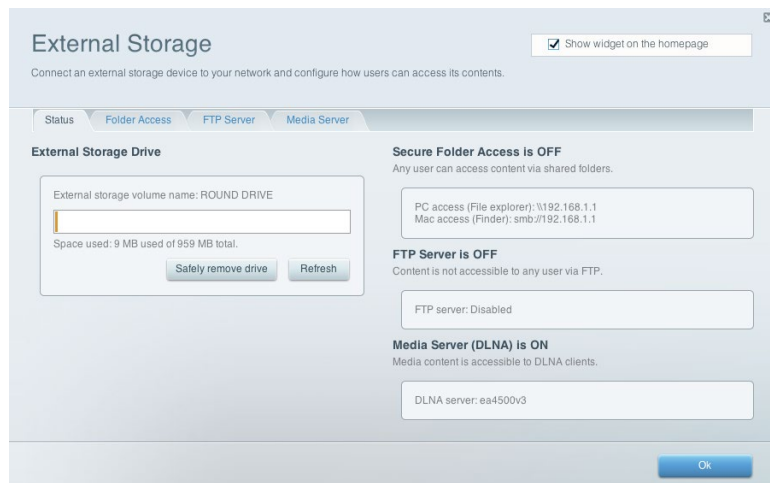 External Storage
Show widget on the homepage
Connect an external storage device to your network and configure how users can access its contents.
Status
Folder Access
FTP Server
Media Server
External Storage Drive
External storage volume name: ROUND DRIVE
Space used: 9 MB used of 959 MB total.
Safely remove drive
Refresh
Secure Folder Access is OFF
Any user can access content via shared folders.
PC access (File explorer): \\192.168.1.1
Mac access (Finder): smb://192.168.1.1
FTP Server is OFF
Content is not accessible to any user via FTP.
FTP server: Disabled
Media Server (DLNA) is ON
Media content is accessible to DLNA clients.
DLNA server: ea4500v3
Ok